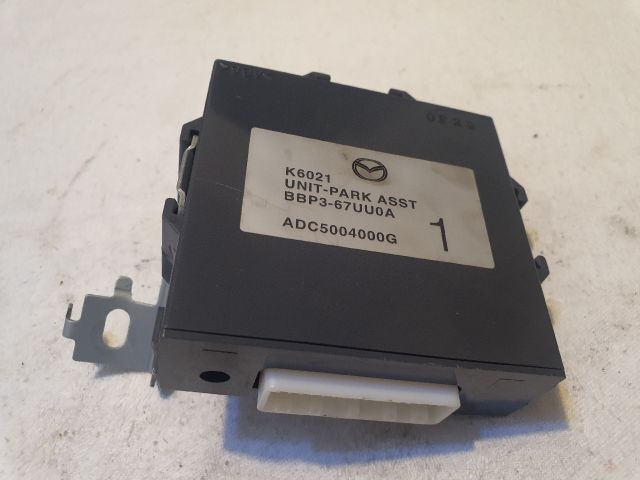 K6021
UNIT-PARK ASST
BBP3-67UU0A
ADC5004000G
1